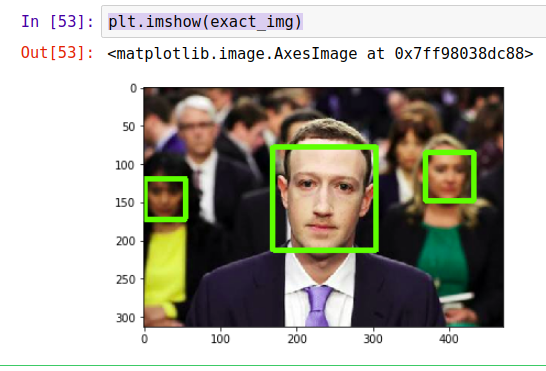 In [53]: plt.imshow(exact_img)
Out[53]: <matplotlib.image.AxesImage at 0x7ff98038dc88>
0
50
100
150
200
250
300
0 100 200 300 400